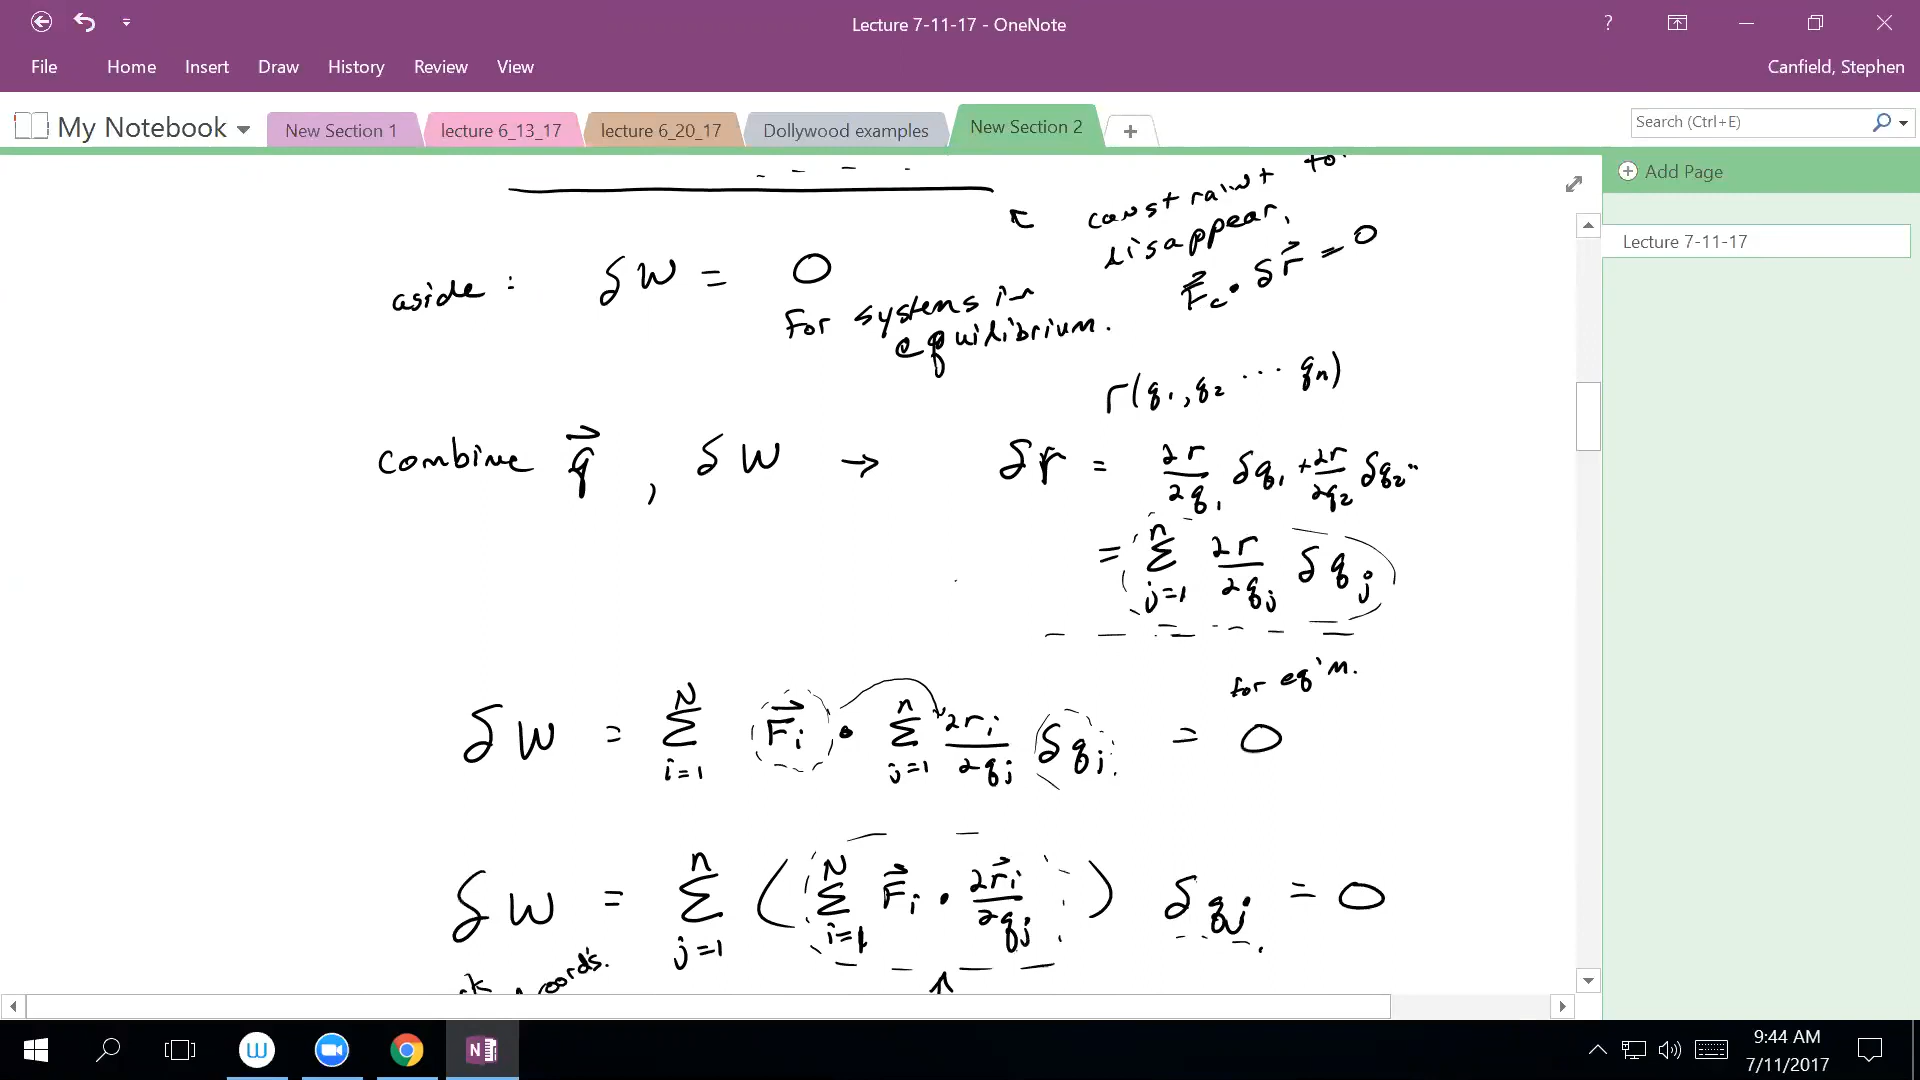 Lecture 7-11-17 - OneNote
File Home Insert Draw History Review View
Canfield, Stephen
My Notebook
New Section 1
lecture 6_13_17
lecture 6_20_17
Dollywood examples
New Section 2
Search (Ctrl+E)
Add Page
Lecture 7-11-17
constraint to
disappear,
F⃗c · δr⃗ = 0
aside : δW = 0
For systems in
equilibrium.
r(q₁, q₂ ... qn)
combine q⃗ , δW → δr = ∂r/∂q₁ δq₁ + ∂r/∂q₂ δq₂ ..
= Σ_{j=1}^{n} ∂r/∂qj δqj
for eq'm.
δW = Σ_{i=1}^{N} F⃗i · Σ_{j=1}^{n} ∂ri/∂qj δqj = 0
δW = Σ_{j=1}^{n} ( Σ_{i=1}^{N} F⃗i · ∂r⃗i/∂qj ) δqj = 0
9:44 AM
7/11/2017